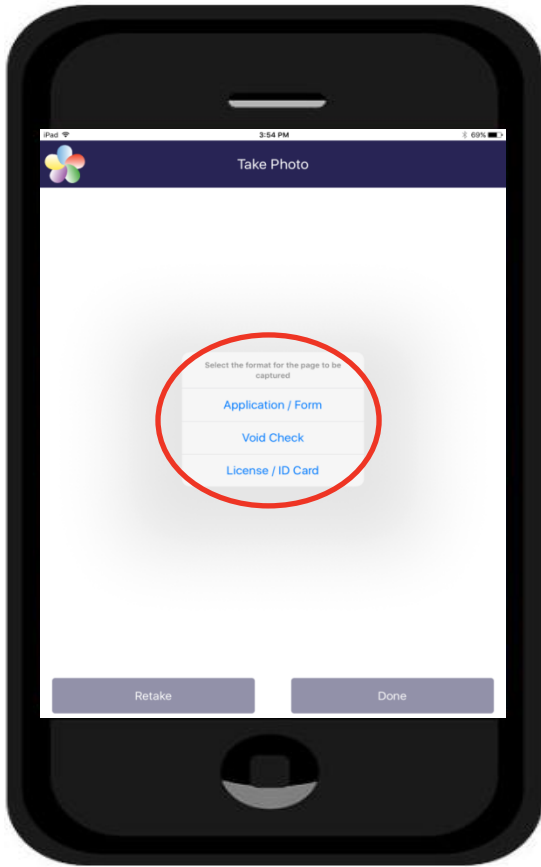 iPad 3:54 PM 69%
Take Photo
Select the format for the page to be
captured
Application / Form
Void Check
License / ID Card
Retake Done